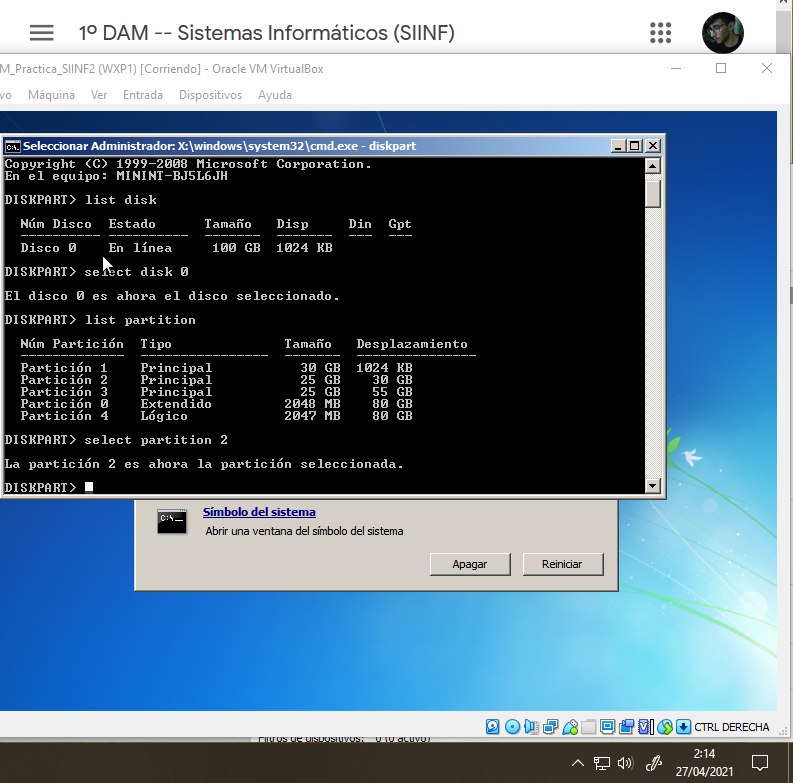 1º DAM -- Sistemas Informáticos (SIINF)
M_Practica_SIINF2 (WXP1) [Corriendo] - Oracle VM VirtualBox
vo Máquina Ver Entrada Dispositivos Ayuda
Seleccionar Administrador: X:\windows\system32\cmd.exe - diskpart
Copyright (C) 1999-2008 Microsoft Corporation.
En el equipo: MININT-BJ5L6JH
DISKPART> list disk
Núm Disco Estado Tamaño Disp Din Gpt
Disco 0 En línea 100 GB 1024 KB
DISKPART> select disk 0
El disco 0 es ahora el disco seleccionado.
DISKPART> list partition
Núm Partición Tipo Tamaño Desplazamiento
Partición 1 Principal 30 GB 1024 KB
Partición 2 Principal 25 GB 30 GB
Partición 3 Principal 25 GB 55 GB
Partición 0 Extendido 2048 MB 80 GB
Partición 4 Lógico 2047 MB 80 GB
DISKPART> select partition 2
La partición 2 es ahora la partición seleccionada.
DISKPART>
Símbolo del sistema
Abrir una ventana del símbolo del sistema
Apagar Reiniciar
CTRL DERECHA
Filtros de dispositivos: 0 (0 activo)
2:14
27/04/2021